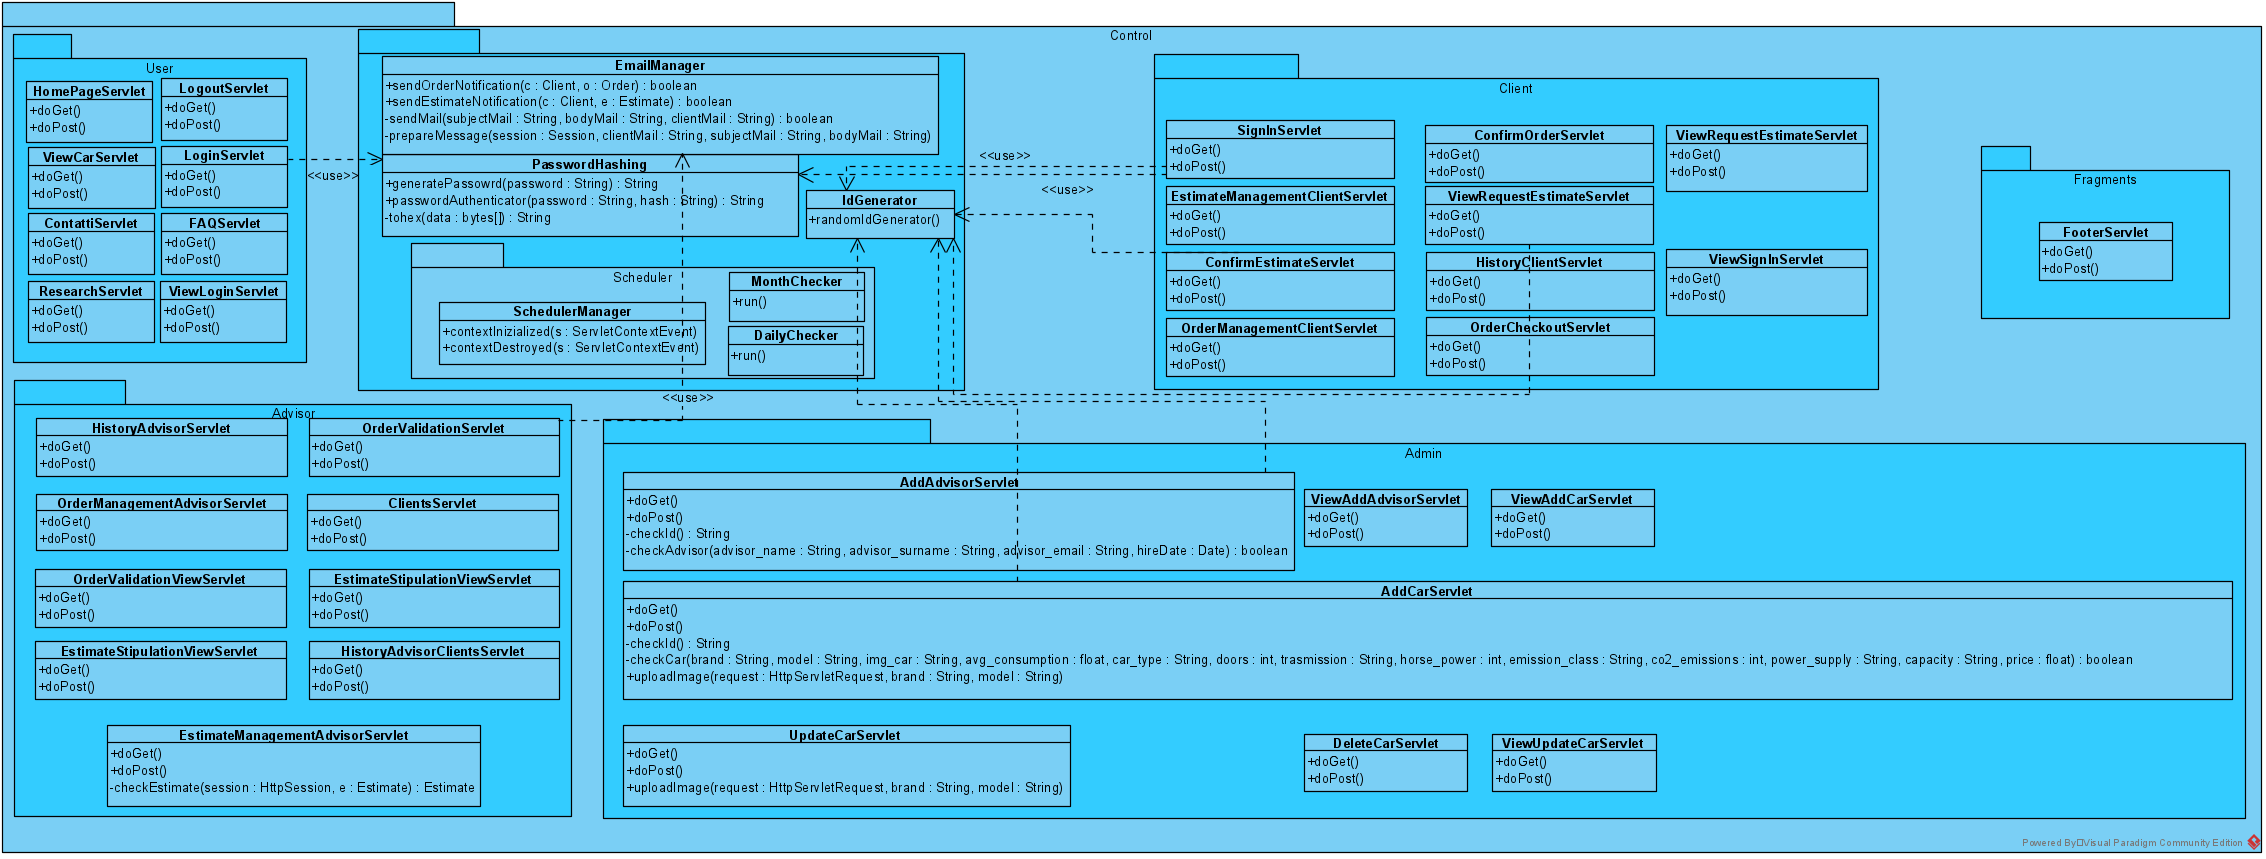 Control
User
HomePageServlet
+doGet()
+doPost()
LogoutServlet
+doGet()
+doPost()
ViewCarServlet
+doGet()
+doPost()
LoginServlet
+doGet()
+doPost()
ContattiServlet
+doGet()
+doPost()
FAQServlet
+doGet()
+doPost()
ResearchServlet
+doGet()
+doPost()
ViewLoginServlet
+doGet()
+doPost()
<<use>>
EmailManager
+sendOrderNotification(c : Client, o : Order) : boolean
+sendEstimateNotification(c : Client, e : Estimate) : boolean
-sendMail(subjectMail : String, bodyMail : String, clientMail : String) : boolean
-prepareMessage(session : Session, clientMail : String, subjectMail : String, bodyMail : String)
PasswordHashing
+generatePassowrd(password : String) : String
+passwordAuthenticator(password : String, hash : String) : String
-tohex(data : bytes[]) : String
IdGenerator
+randomIdGenerator()
Scheduler
SchedulerManager
+contextInizialized(s : ServletContextEvent)
+contextDestroyed(s : ServletContextEvent)
MonthChecker
+run()
DailyChecker
+run()
<<use>>
<<use>>
<<use>>
Client
SignInServlet
+doGet()
+doPost()
ConfirmOrderServlet
+doGet()
+doPost()
ViewRequestEstimateServlet
+doGet()
+doPost()
EstimateManagementClientServlet
+doGet()
+doPost()
ViewRequestEstimateServlet
+doGet()
+doPost()
ConfirmEstimateServlet
+doGet()
+doPost()
HistoryClientServlet
+doGet()
+doPost()
ViewSignInServlet
+doGet()
+doPost()
OrderManagementClientServlet
+doGet()
+doPost()
OrderCheckoutServlet
+doGet()
+doPost()
Fragments
FooterServlet
+doGet()
+doPost()
Advisor
HistoryAdvisorServlet
+doGet()
+doPost()
OrderValidationServlet
+doGet()
+doPost()
OrderManagementAdvisorServlet
+doGet()
+doPost()
ClientsServlet
+doGet()
+doPost()
OrderValidationViewServlet
+doGet()
+doPost()
EstimateStipulationViewServlet
+doGet()
+doPost()
EstimateStipulationViewServlet
+doGet()
+doPost()
HistoryAdvisorClientsServlet
+doGet()
+doPost()
EstimateManagementAdvisorServlet
+doGet()
+doPost()
-checkEstimate(session : HttpSession, e : Estimate) : Estimate
Admin
AddAdvisorServlet
+doGet()
+doPost()
-checkId() : String
-checkAdvisor(advisor_name : String, advisor_surname : String, advisor_email : String, hireDate : Date) : boolean
ViewAddAdvisorServlet
+doGet()
+doPost()
ViewAddCarServlet
+doGet()
+doPost()
AddCarServlet
+doGet()
+doPost()
-checkId() : String
-checkCar(brand : String, model : String, img_car : String, avg_consumption : float, car_type : String, doors : int, trasmission : String, horse_power : int, emission_class : String, co2_emissions : int, power_supply : String, capacity : String, price : float) : boolean
+uploadImage(request : HttpServletRequest, brand : String, model : String)
UpdateCarServlet
+doGet()
+doPost()
+uploadImage(request : HttpServletRequest, brand : String, model : String)
DeleteCarServlet
+doGet()
+doPost()
ViewUpdateCarServlet
+doGet()
+doPost()
Powered By Visual Paradigm Community Edition